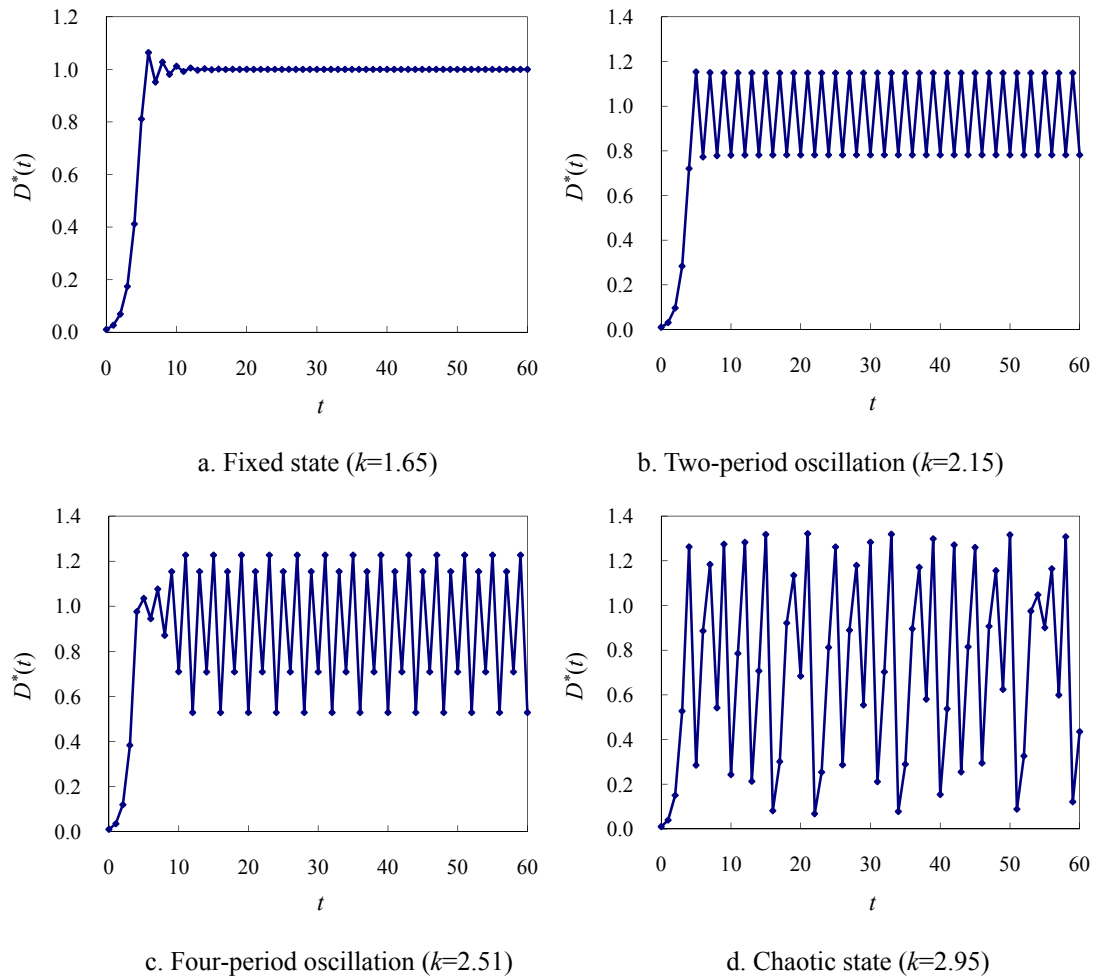 1.2
1.0
0.8
0.6
0.4
0.2
0.0
D*(t)
0 10 20 30 40 50 60
t
a. Fixed state (k=1.65)
1.4
1.2
1.0
0.8
0.6
0.4
0.2
0.0
D*(t)
0 10 20 30 40 50 60
t
b. Two-period oscillation (k=2.15)
1.4
1.2
1.0
0.8
0.6
0.4
0.2
0.0
D*(t)
0 10 20 30 40 50 60
t
c. Four-period oscillation (k=2.51)
1.4
1.2
1.0
0.8
0.6
0.4
0.2
0.0
D*(t)
0 10 20 30 40 50 60
t
d. Chaotic state (k=2.95)